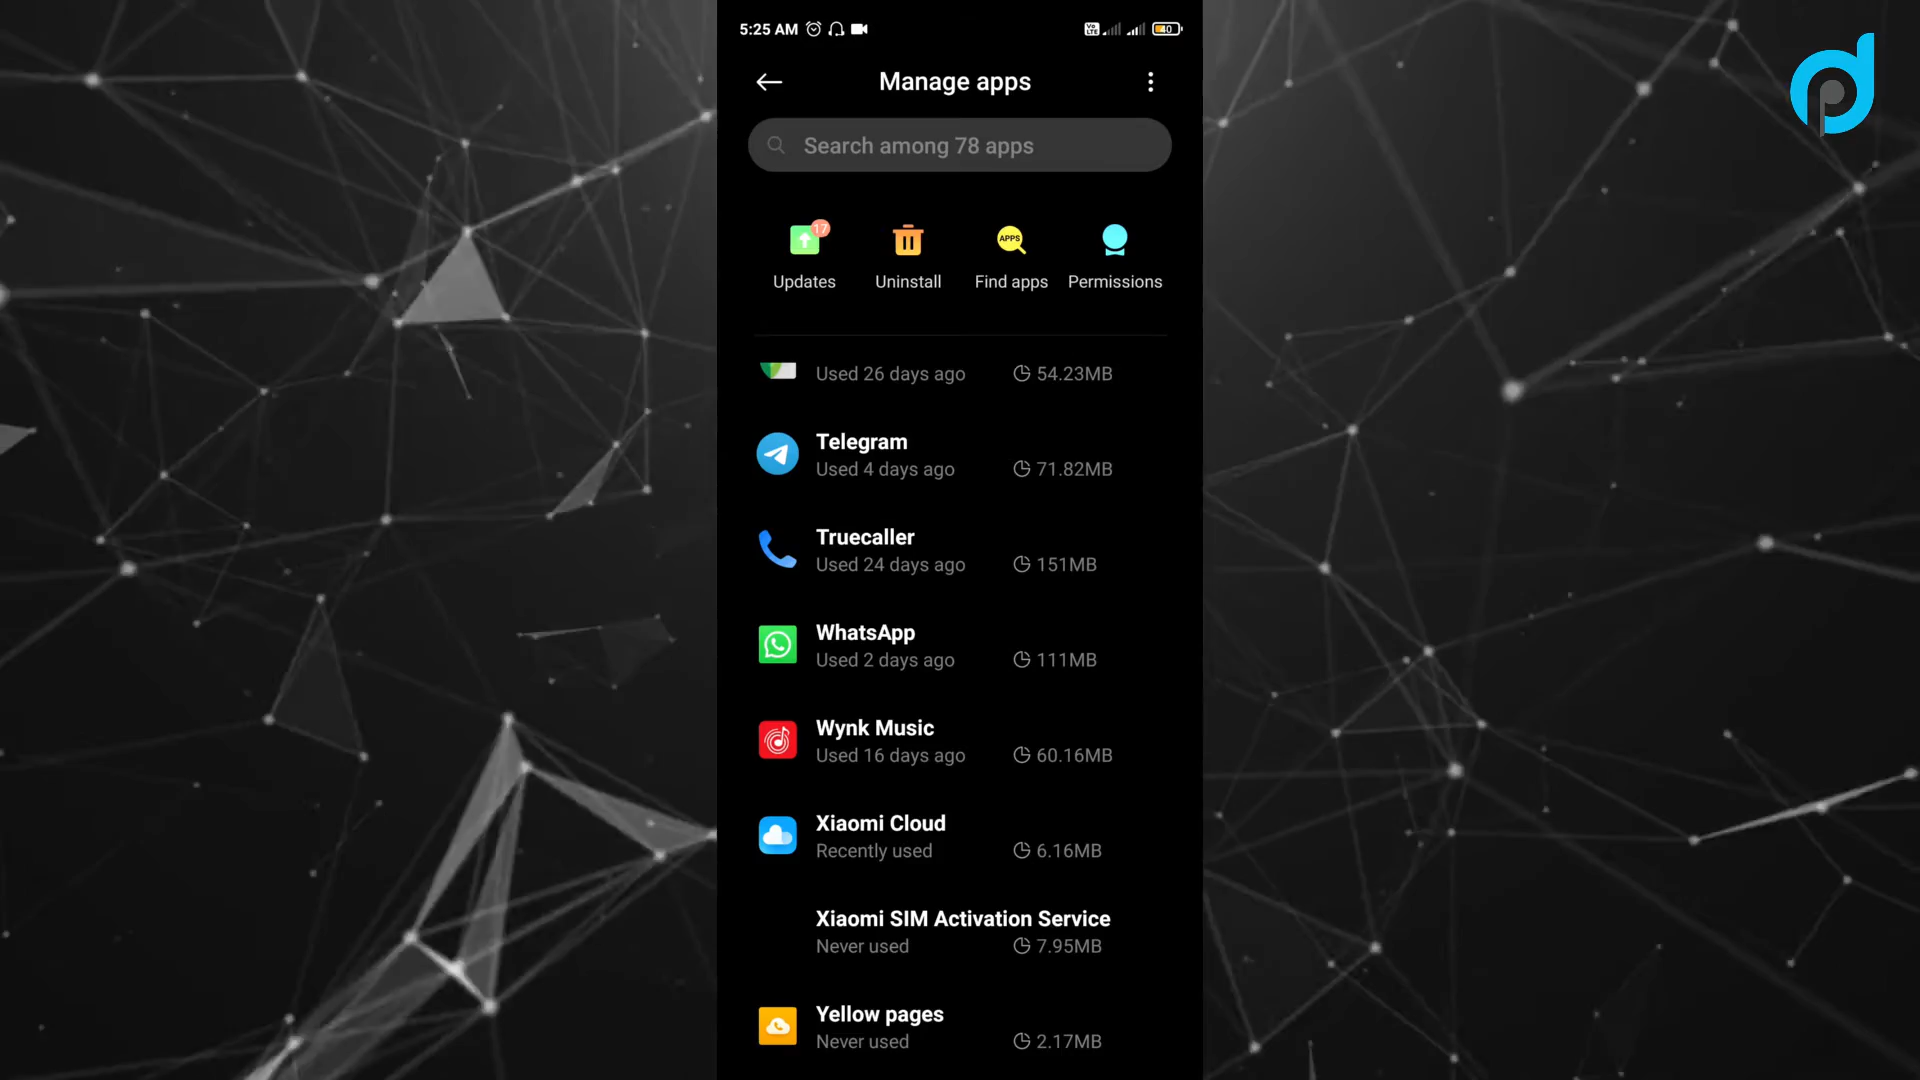 5:25 AM
Vo LTE
40
Manage apps
Search among 78 apps
17
APPS
Updates
Uninstall
Find apps
Permissions
Used 26 days ago
54.23MB
Telegram
Used 4 days ago
71.82MB
Truecaller
Used 24 days ago
151MB
WhatsApp
Used 2 days ago
111MB
Wynk Music
Used 16 days ago
60.16MB
Xiaomi Cloud
Recently used
6.16MB
Xiaomi SIM Activation Service
Never used
7.95MB
Yellow pages
Never used
2.17MB